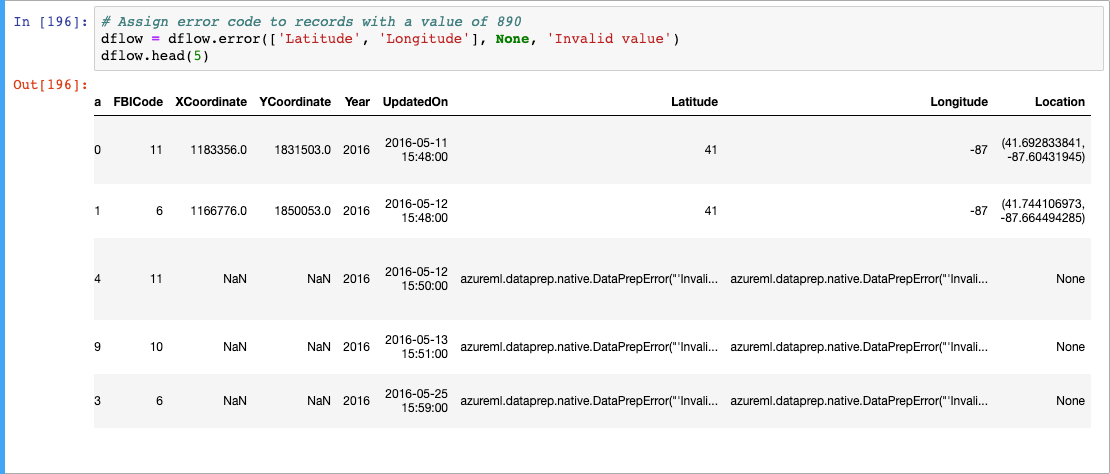 In [196]: # Assign error code to records with a value of 890
dflow = dflow.error(['Latitude', 'Longitude'], None, 'Invalid value')
dflow.head(5)
Out[196]:
a FBICode XCoordinate YCoordinate Year UpdatedOn Latitude Longitude Location
0 11 1183356.0 1831503.0 2016 2016-05-11 41 -87 (41.692833841,
15:48:00 -87.60431945)
1 6 1166776.0 1850053.0 2016 2016-05-12 41 -87 (41.744106973,
15:48:00 -87.664494285)
4 11 NaN NaN 2016 2016-05-12 azureml.dataprep.native.DataPrepError("'Invali... azureml.dataprep.native.DataPrepError("'Invali... None
15:50:00
9 10 NaN NaN 2016 2016-05-13 azureml.dataprep.native.DataPrepError("'Invali... azureml.dataprep.native.DataPrepError("'Invali... None
15:51:00
3 6 NaN NaN 2016 2016-05-25 azureml.dataprep.native.DataPrepError("'Invali... azureml.dataprep.native.DataPrepError("'Invali... None
15:59:00